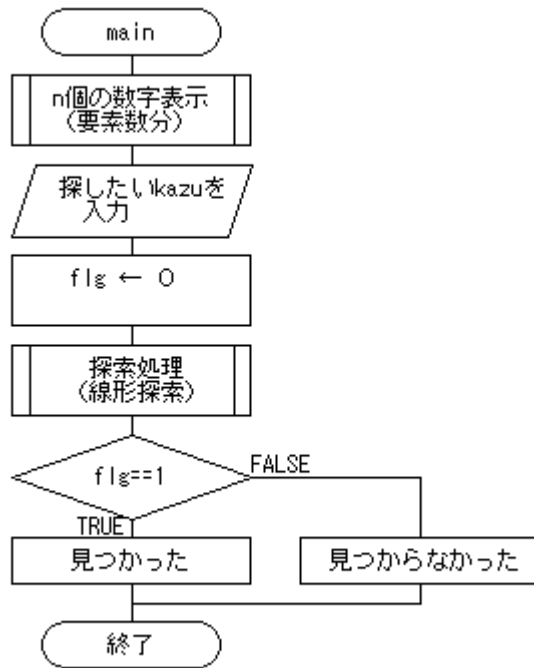 main
n個の数字表示
(要素数分)
探したいkazuを
入力
flg ← 0
探索処理
(線形探索)
flg==1
FALSE
TRUE
見つかった
見つからなかった
終了